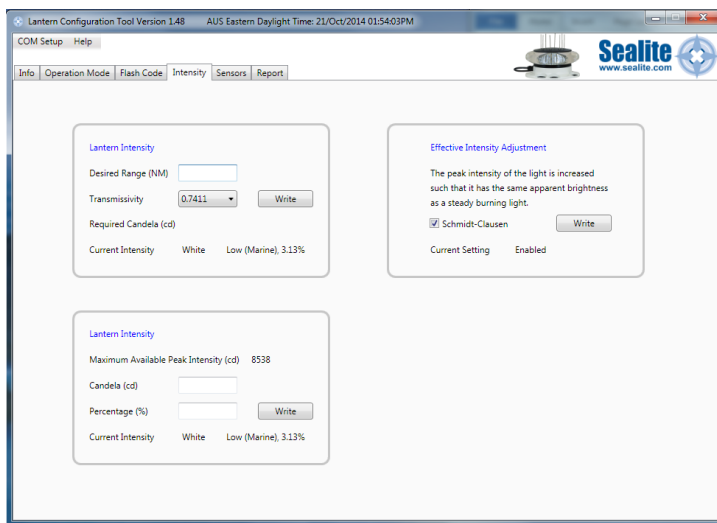 Lantern Configuration Tool Version 1.48 AUS Eastern Daylight Time: 21/Oct/2014 01:54:03PM
COM Setup Help
Sealite
www.sealite.com
Info Operation Mode Flash Code Intensity Sensors Report
Lantern Intensity
Desired Range (NM)
Transmissivity 0.7411 Write
Required Candela (cd)
Current Intensity White Low (Marine), 3.13%
Effective Intensity Adjustment
The peak intensity of the light is increased
such that it has the same apparent brightness
as a steady burning light.
Schmidt-Clausen Write
Current Setting Enabled
Lantern Intensity
Maximum Available Peak Intensity (cd) 8538
Candela (cd)
Percentage (%) Write
Current Intensity White Low (Marine), 3.13%